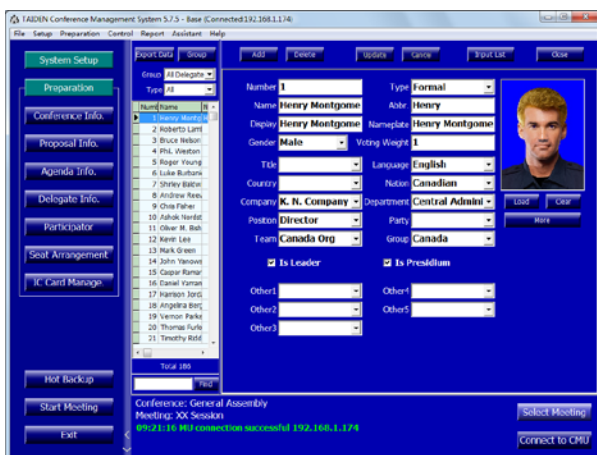 TAIDEN Conference Management System 5.7.5 - Base (Connected:192.168.1.174)
File Setup Preparation Control Report Assistant Help
System Setup
Preparation
Conference Info.
Proposal Info.
Agenda Info.
Delegate Info.
Participator
Seat Arrangement
IC Card Manage.
Hot Backup
Start Meeting
Exit
Export Data Group
Group All Delegate
Type All
Num Name
1 Henry Montg
2 Roberto Lam
3 Bruce Nelson
4 Phil. Weston
5 Roger Young
6 Luke Burbank
7 Shirley Baldw
8 Andrew Reev
9 Chris Fisher
10 Ashok Nerdst
11 Oliver M. Bish
12 Kevin Lee
13 Mark Green
14 John Yanows
15 Caspar Ramar
16 Daniel Yaman
17 Harrison Jord
18 Angelina Berg
19 Vernon Parke
20 Thomas Furle
21 Timothy Ridd
Total 186
Find
Add Delete Update Cancel Input List Close
Number 1 Type Formal
Name Henry Montgome Abbr. Henry
Display Henry Montgome Nameplate Henry Montgome
Gender Male Voting Weight 1
Title Language English
Country Nation Canadian
Company K. N. Company Department Central Admini
Position Director Party
Team Canada Org Group Canada
Is Leader Is Presidium
Other1 Other4
Other2 Other5
Other3
Load Clear
More
Conference: General Assembly
Meeting: XX Session
09:21:16 MU connection successful 192.168.1.174
Select Meeting
Connect to CMU